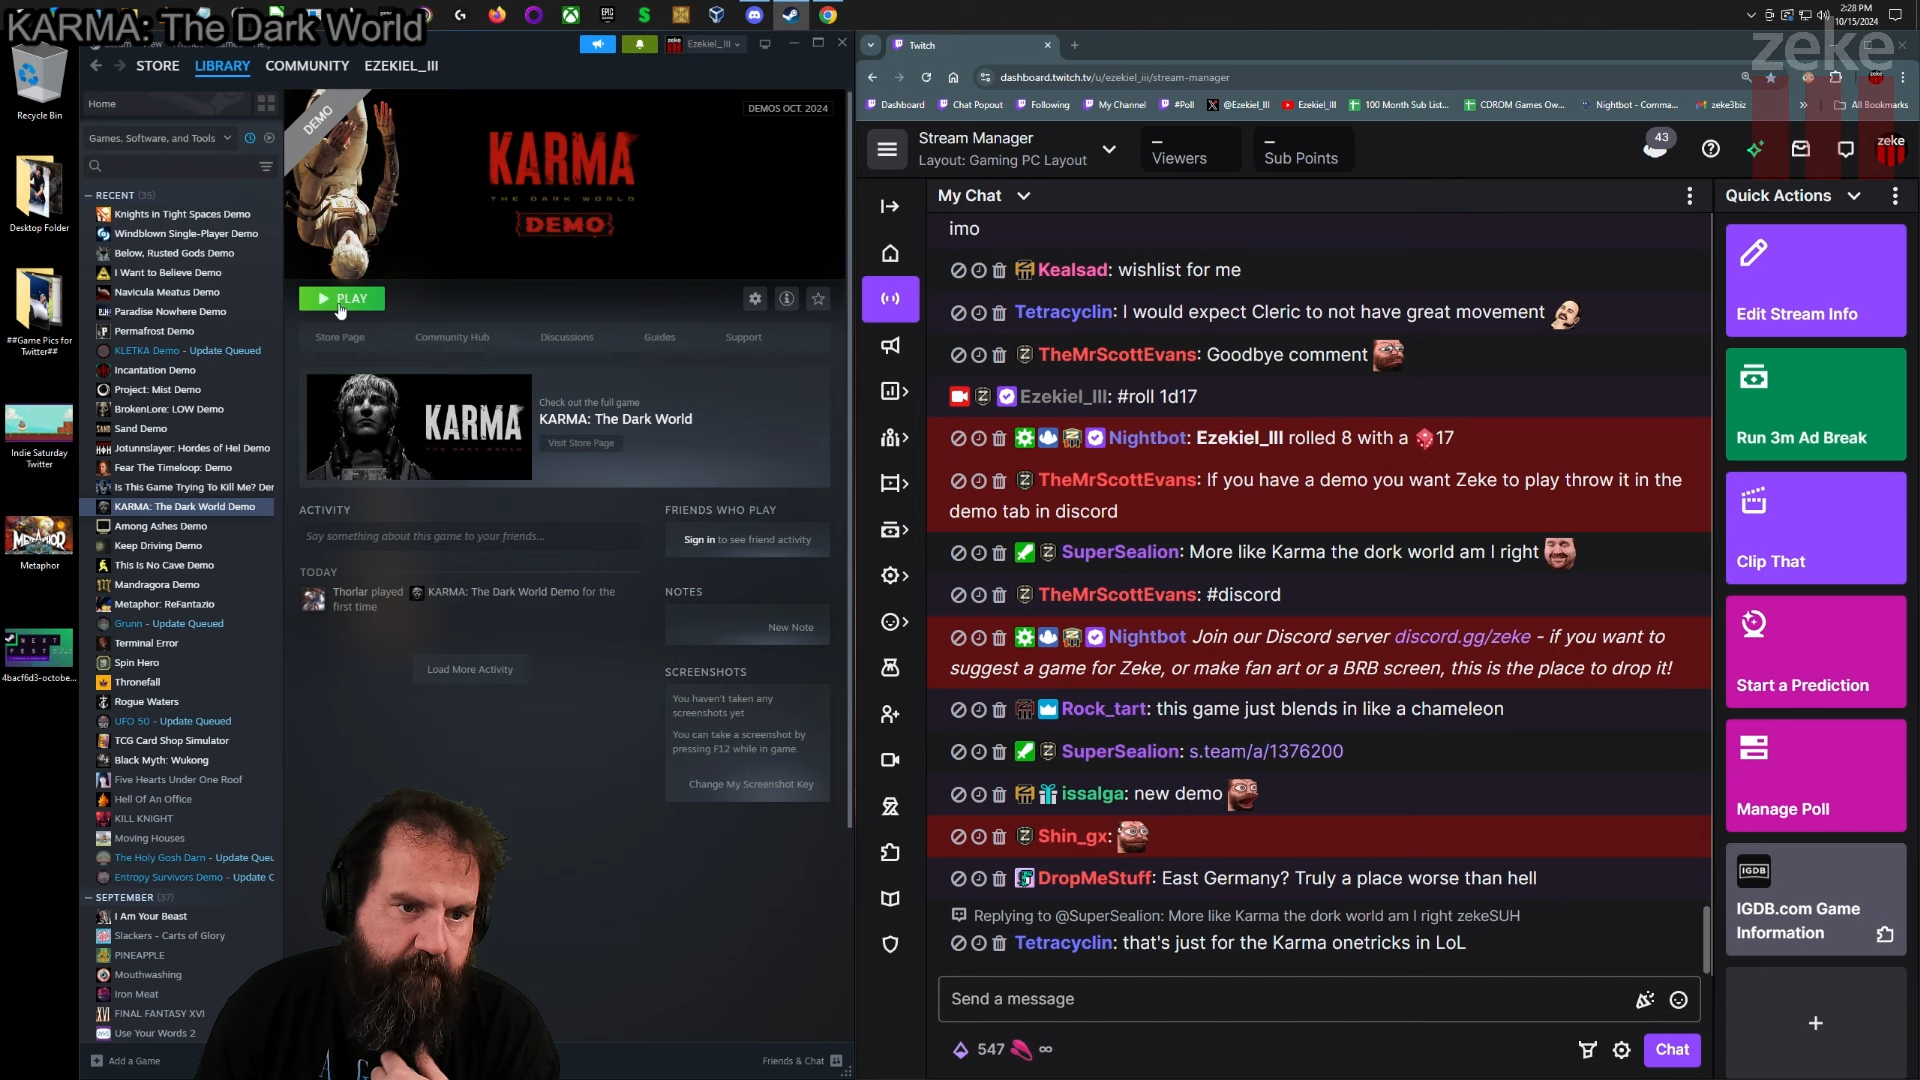 KARMA: The Dark World
2:28 PM
10/15/2024
zeke
Recycle Bin
Desktop Folder
##Game Pics for Twitter##
Indie Saturday Twitter
Metaphor
4bacf6d3-octobe...
Ezekiel_III
STORE
LIBRARY
COMMUNITY
EZEKIEL_III
Home
Games, Software, and Tools
RECENT (35)
Knights in Tight Spaces Demo
Windblown Single-Player Demo
Below, Rusted Gods Demo
I Want to Believe Demo
Navicula Meatus Demo
Paradise Nowhere Demo
Permafrost Demo
KLETKA Demo - Update Queued
Incantation Demo
Project: Mist Demo
BrokenLore: LOW Demo
Sand Demo
Jotunnslayer: Hordes of Hel Demo
Fear The Timeloop: Demo
Is This Game Trying To Kill Me? Der
KARMA: The Dark World Demo
Among Ashes Demo
Keep Driving Demo
This Is No Cave Demo
Mandragora Demo
Metaphor: ReFantazio
Grunn - Update Queued
Terminal Error
Spin Hero
Thronefall
Rogue Waters
UFO 50 - Update Queued
TCG Card Shop Simulator
Black Myth: Wukong
Five Hearts Under One Roof
Hell Of An Office
KILL KNIGHT
Moving Houses
The Holy Gosh Darn - Update Queu
Entropy Survivors Demo - Update Q
SEPTEMBER (37)
I Am Your Beast
Slackers - Carts of Glory
PINEAPPLE
Mouthwashing
Iron Meat
FINAL FANTASY XVI
Use Your Words 2
Add a Game
DEMO
DEMOS OCT. 2024
KARMA
THE DARK WORLD
DEMO
PLAY
Store Page
Community Hub
Discussions
Guides
Support
KARMA
THE DARK WORLD
Check out the full game
KARMA: The Dark World
Visit Store Page
ACTIVITY
Say something about this game to your friends...
TODAY
Thorlar played KARMA: The Dark World Demo for the first time
Load More Activity
FRIENDS WHO PLAY
Sign in to see friend activity
NOTES
New Note
SCREENSHOTS
You haven't taken any screenshots yet
You can take a screenshot by pressing F12 while in game.
Change My Screenshot Key
Friends & Chat
Twitch
dashboard.twitch.tv/u/ezekiel_iii/stream-manager
Dashboard
Chat Popout
Following
My Channel
#Poll
@Ezekiel_III
Ezekiel_III
100 Month Sub List...
CDROM Games Ow...
Nightbot - Comma...
zeke3biz
All Bookmarks
Stream Manager
Layout: Gaming PC Layout
–
Viewers
–
Sub Points
43
zeke
My Chat
imo
Kealsad: wishlist for me
Tetracyclin: I would expect Cleric to not have great movement
TheMrScottEvans: Goodbye comment
Ezekiel_III: #roll 1d17
Nightbot: Ezekiel_III rolled 8 with a 17
TheMrScottEvans: If you have a demo you want Zeke to play throw it in the
demo tab in discord
SuperSealion: More like Karma the dork world am I right
TheMrScottEvans: #discord
Nightbot Join our Discord server discord.gg/zeke - if you want to
suggest a game for Zeke, or make fan art or a BRB screen, this is the place to drop it!
Rock_tart: this game just blends in like a chameleon
SuperSealion: s.team/a/1376200
issalga: new demo
Shin_gx:
DropMeStuff: East Germany? Truly a place worse than hell
Replying to @SuperSealion: More like Karma the dork world am I right zekeSUH
Tetracyclin: that's just for the Karma onetricks in LoL
Send a message
547
∞
Chat
Quick Actions
Edit Stream Info
Run 3m Ad Break
Clip That
Start a Prediction
Manage Poll
IGDB
IGDB.com Game Information